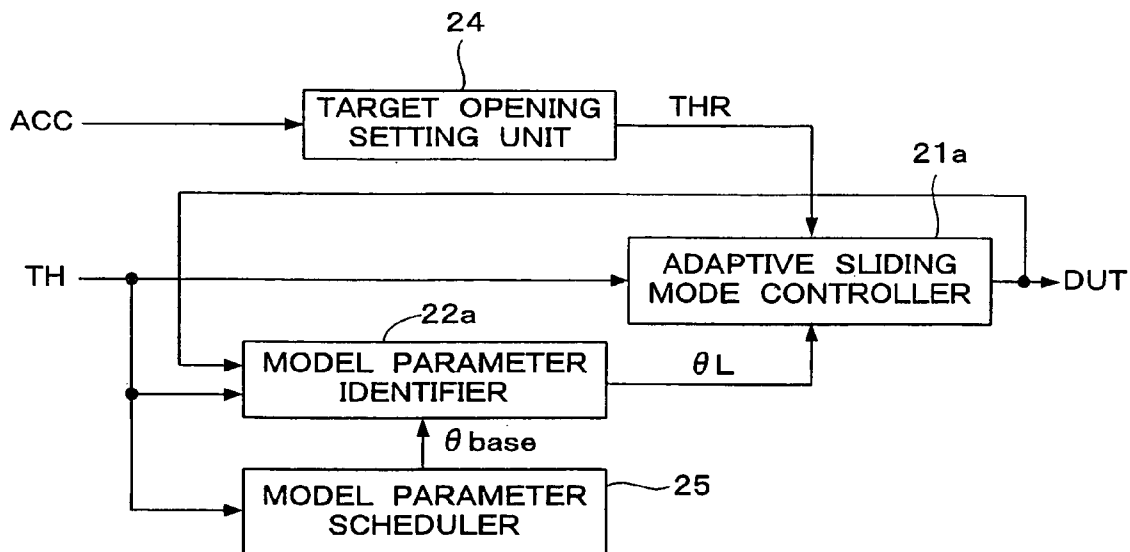 24
ACC
TARGET OPENING
SETTING UNIT
THR
21a
TH
ADAPTIVE SLIDING
MODE CONTROLLER
DUT
22a
MODEL PARAMETER
IDENTIFIER
θL
θbase
MODEL PARAMETER
SCHEDULER
25